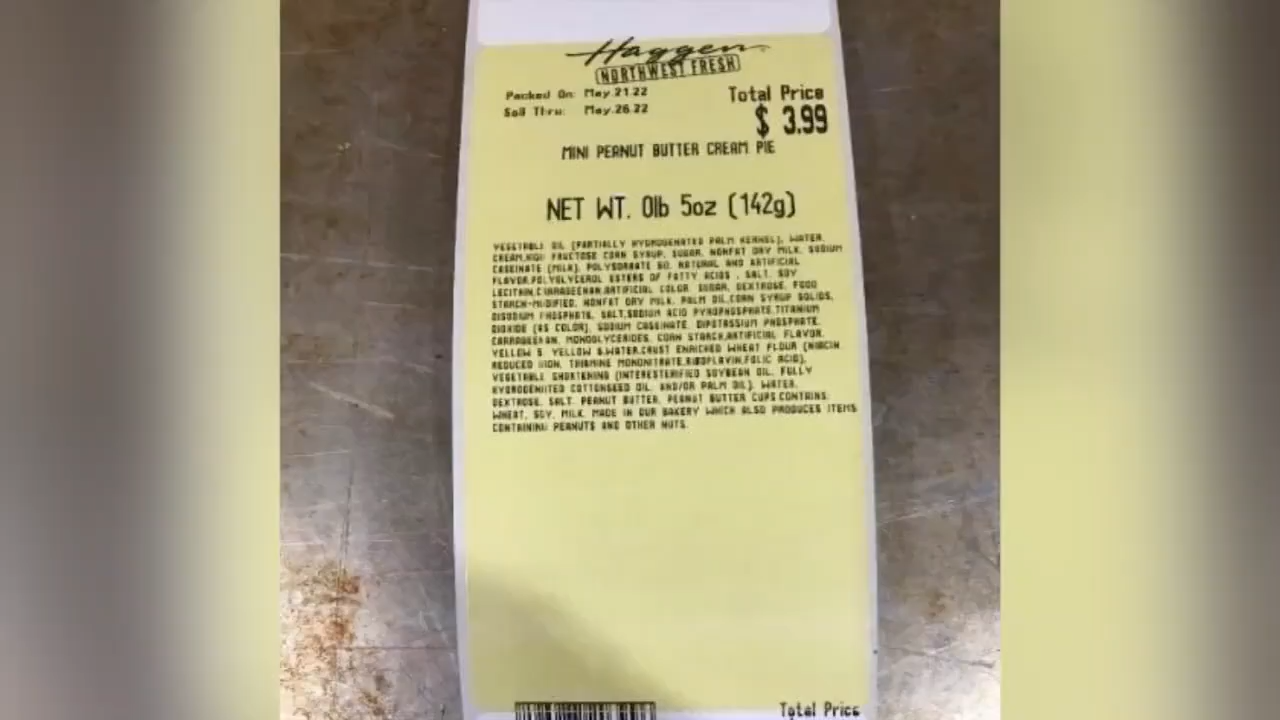 Haggen
NORTHWEST FRESH
Packed On: May.21.22
Total Price
Sell Thru: May.26.22
$ 3.99
MINI PEANUT BUTTER CREAM PIE
NET WT. 0lb 5oz (142g)
VEGETABLE OIL (PARTIALLY HYDROGENATED PALM KERNEL), WATER,
CREAM,HIGH FRUCTOSE CORN SYRUP, SUGAR, NONFAT DRY MILK, SODIUM
CASEINATE (MILK), POLYSORBATE 60, NATURAL AND ARTIFICIAL
FLAVOR,POLYGLYCEROL ESTERS OF FATTY ACIDS , SALT, SOY
LECITHIN,CARRAGEENAN,ARTIFICIAL COLOR. SUGAR, DEXTROSE, FOOD
STARCH-MODIFIED, NONFAT DRY MILK, PALM OIL,CORN SYRUP SOLIDS,
DISODIUM PHOSPHATE, SALT,SODIUM ACID PYROPHOSPHATE,TITANIUM
DIOXIDE (AS COLOR), SODIUM CASEINATE, DIPOTASSIUM PHOSPHATE,
CARRAGEENAN, MONOGLYCERIDES, CORN STARCH,ARTIFICIAL FLAVOR,
YELLOW 5, YELLOW 6,WATER,CRUST ENRICHED WHEAT FLOUR (NIACIN,
REDUCED IRON, THIAMINE MONONITRATE,RIBOFLAVIN,FOLIC ACID),
VEGETABLE SHORTENING (INTERESTERIFIED SOYBEAN OIL, FULLY
HYDROGENATED COTTONSEED OIL, AND/OR PALM OIL), WATER,
DEXTROSE, SALT. PEANUT BUTTER, PEANUT BUTTER CUPS CONTAINS:
WHEAT, SOY, MILK. MADE IN OUR BAKERY WHICH ALSO PRODUCES ITEMS
CONTAINING PEANUTS AND OTHER NUTS.
Total Price